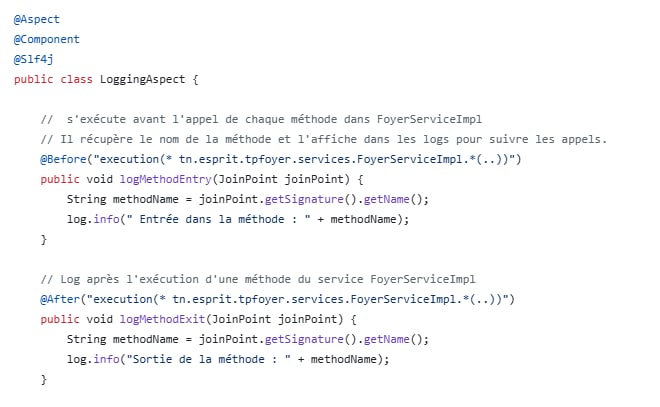 @Aspect
@Component
@Slf4j
public class LoggingAspect {
//  s'exécute avant l'appel de chaque méthode dans FoyerServiceImpl
// Il récupère le nom de la méthode et l'affiche dans les logs pour suivre les appels.
@Before("execution(* tn.esprit.tpfoyer.services.FoyerServiceImpl.*(..))")
public void logMethodEntry(JoinPoint joinPoint) {
String methodName = joinPoint.getSignature().getName();
log.info(" Entrée dans la méthode : " + methodName);
}
// Log après l'exécution d'une méthode du service FoyerServiceImpl
@After("execution(* tn.esprit.tpfoyer.services.FoyerServiceImpl.*(..))")
public void logMethodExit(JoinPoint joinPoint) {
String methodName = joinPoint.getSignature().getName();
log.info("Sortie de la méthode : " + methodName);
}